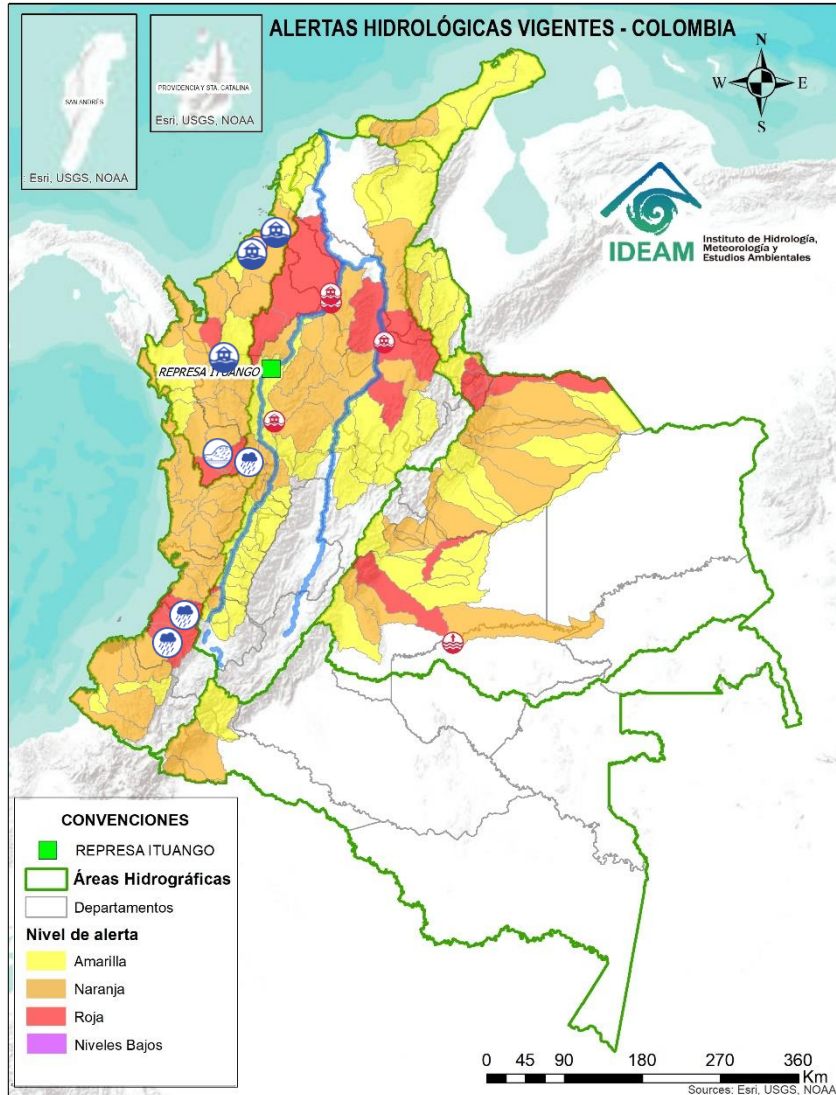 ALERTAS HIDROLÓGICAS VIGENTES - COLOMBIA
SAN ANDRÉS
Esri, USGS, NOAA
PROVIDENCIA Y STA. CATALINA
Esri, USGS, NOAA
N
W
E
S
IDEAM
Instituto de Hidrología,
Meteorología y
Estudios Ambientales
REPRESA ITUANGO
CONVENCIONES
REPRESA ITUANGO
Áreas Hidrográficas
Departamentos
Nivel de alerta
Amarilla
Naranja
Roja
Niveles Bajos
0 45 90 180 270 360
Km
Sources: Esri, USGS, NOAA